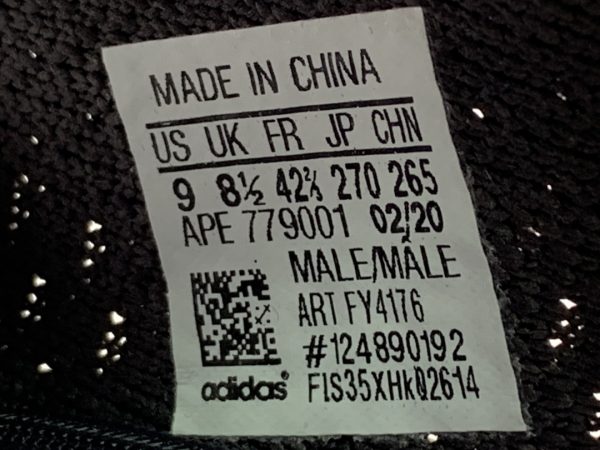 MADE IN CHINA
US UK FR JP CHN
9 8½ 42⅔ 270 265
APE 779001 02/20
MALE/MÂLE
ART FY4176
#124890192
adidas®